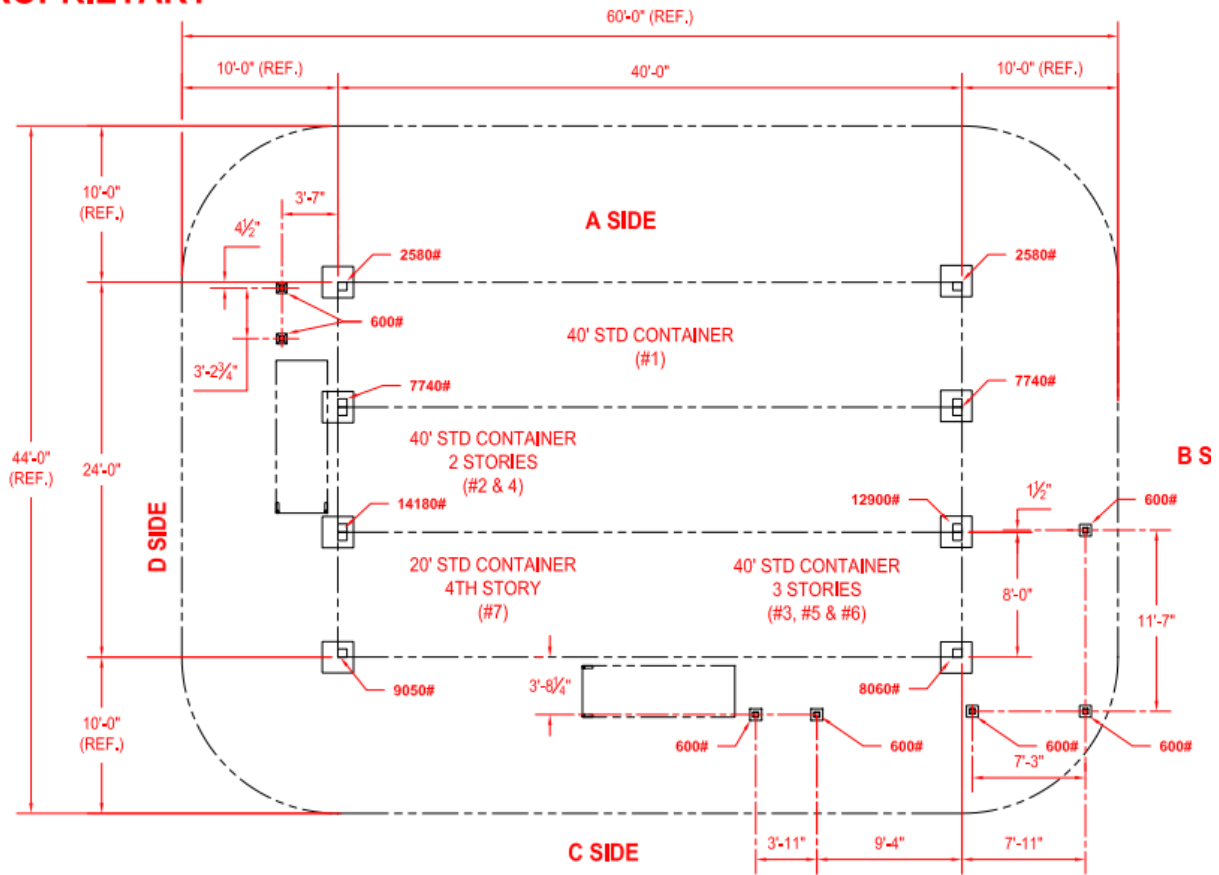 60'-0" (REF.)
10'-0" (REF.)
40'-0"
10'-0" (REF.)
10'-0"
(REF.)
3'-7"
4½"
A SIDE
2580#
2580#
600#
40' STD CONTAINER
(#1)
3'-2¾"
7740#
7740#
44'-0"
(REF.)
24'-0"
40' STD CONTAINER
2 STORIES
(#2 & 4)
B S
14180#
12900#
1½"
600#
D SIDE
20' STD CONTAINER
4TH STORY
(#7)
40' STD CONTAINER
3 STORIES
(#3, #5 & #6)
8'-0"
11'-7"
9050#
3'-8¼"
8060#
10'-0"
(REF.)
600#
600#
600#
600#
7'-3"
C SIDE
3'-11"
9'-4"
7'-11"